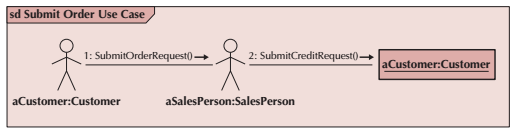 sd Submit Order Use Case
1: SubmitOrderRequest()
2: SubmitCreditRequest()
aCustomer:Customer
aCustomer:Customer
aSalesPerson:SalesPerson